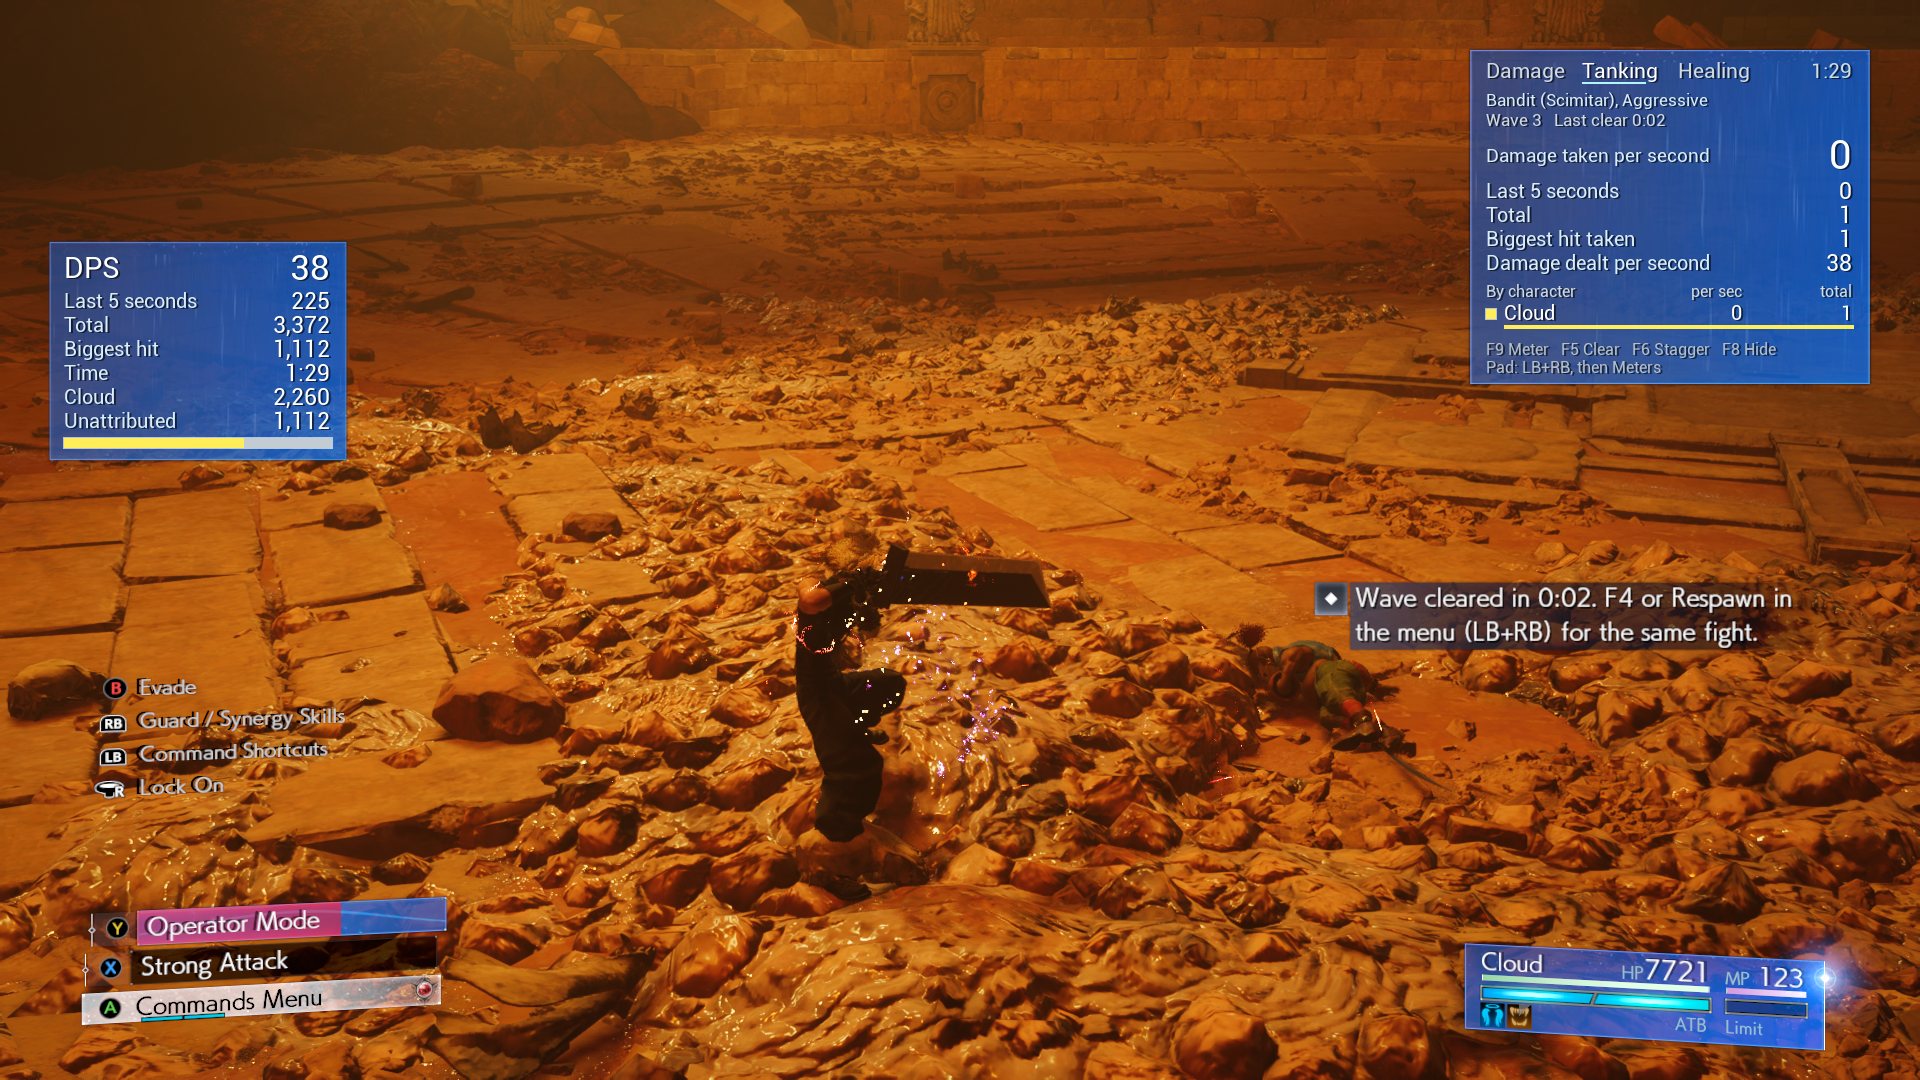 Damage Tanking Healing 1:29
Bandit (Scimitar), Aggressive
Wave 3 Last clear 0:02
Damage taken per second 0
Last 5 seconds 0
Total 1
Biggest hit taken 1
Damage dealt per second 38
By character per sec total
Cloud 0 1
F9 Meter F5 Clear F6 Stagger F8 Hide
Pad: LB+RB, then Meters
DPS 38
Last 5 seconds 225
Total 3,372
Biggest hit 1,112
Time 1:29
Cloud 2,260
Unattributed 1,112
Wave cleared in 0:02. F4 or Respawn in
the menu (LB+RB) for the same fight.
B Evade
RB Guard / Synergy Skills
LB Command Shortcuts
R Lock On
Y Operator Mode
X Strong Attack
A Commands Menu
Cloud HP 7721 MP 123
ATB Limit